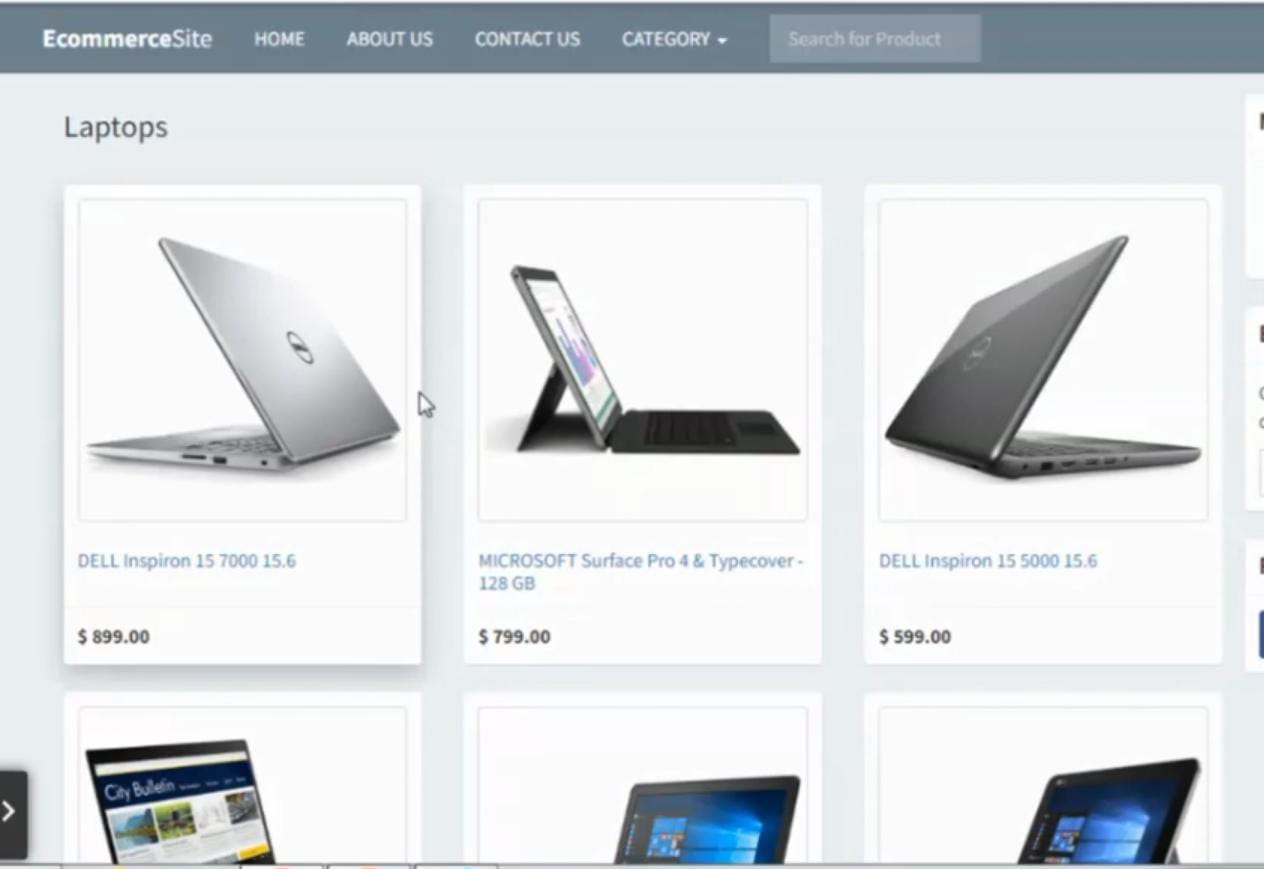 EcommerceSite HOME ABOUT US CONTACT US CATEGORY Search for Product
Laptops
DELL Inspiron 15 7000 15.6
$ 899.00
MICROSOFT Surface Pro 4 & Typecover -
128 GB
$ 799.00
DELL Inspiron 15 5000 15.6
$ 599.00
City Bulletin